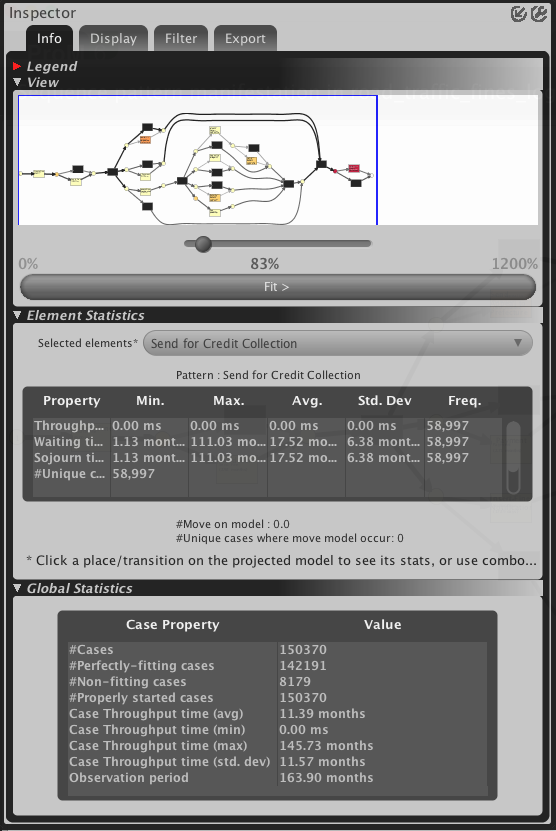 Inspector
Info Display Filter Export
Legend
View
0% 83% 1200%
Fit >
Element Statistics
Selected elements* Send for Credit Collection
Pattern : Send for Credit Collection
Property Min. Max. Avg. Std. Dev Freq.
Throughp... 0.00 ms 0.00 ms 0.00 ms 0.00 ms 58,997
Waiting ti... 1.13 mont... 111.03 mo... 17.52 mo... 6.38 mont... 58,997
Sojourn ti... 1.13 mont... 111.03 mo... 17.52 mo... 6.38 mont... 58,997
#Unique c... 58,997
#Move on model : 0.0
#Unique cases where move model occur: 0
* Click a place/transition on the projected model to see its stats, or use combo...
Global Statistics
Case Property Value
#Cases 150370
#Perfectly-fitting cases 142191
#Non-fitting cases 8179
#Properly started cases 150370
Case Throughput time (avg) 11.39 months
Case Throughput time (min) 0.00 ms
Case Throughput time (max) 145.73 months
Case Throughput time (std. dev) 11.57 months
Observation period 163.90 months